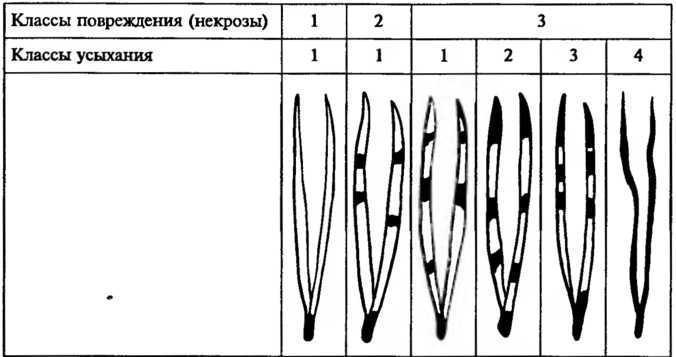 Классы повреждения (некрозы) 1 2 3
Классы усыхания 1 1 1 2 3 4